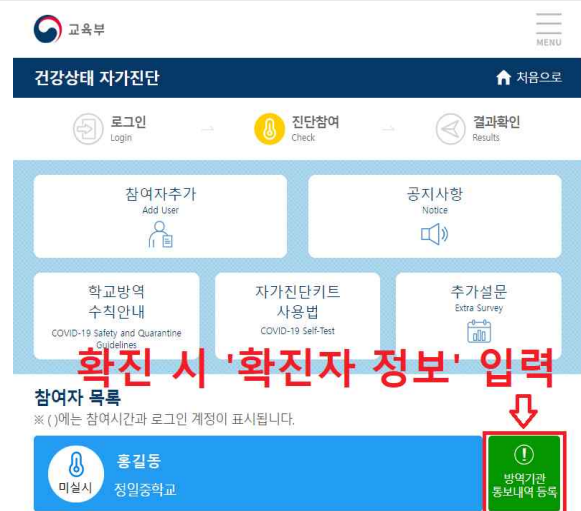 교육부
MENU
건강상태 자가진단
처음으로
로그인
Login
진단참여
Check
결과확인
Results
참여자추가
Add User
공지사항
Notice
학교방역
수칙안내
COVID-19 Safety and Quarantine
Guidelines
자가진단키트
사용법
COVID-19 Self-Test
추가설문
Extra Survey
확진 시 '확진자 정보' 입력
참여자 목록
※ ( )에는 참여시간과 로그인 계정이 표시됩니다.
미실시
홍길동
정일중학교
방역기관
통보내역 등록